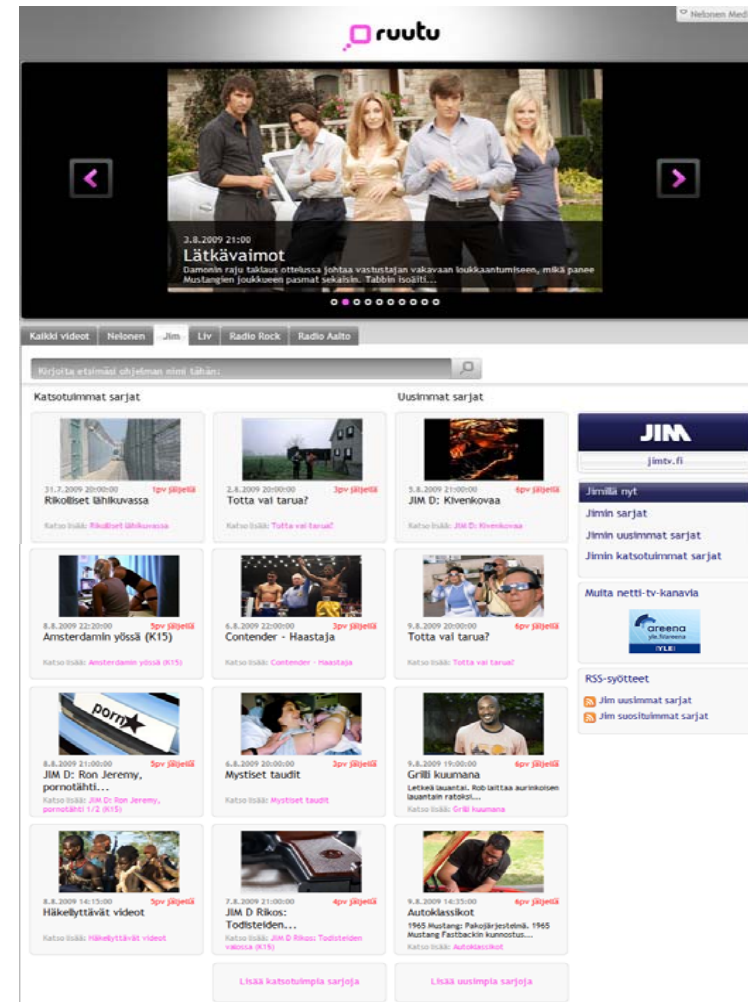 Nelonen Med
ruutu
3.8.2009 21:00
Lätkävaimot
Damonin raju taklaus ottelussa johtaa vastustajan vakavaan loukkaantumiseen, mikä panee
Mustangien joukkueen pasmat sekaisin. Tabbin isoäiti...
Kaikki videot Nelonen Jim Liv Radio Rock Radio Aalto
Kirjoita etsimäsi ohjelman nimi tähän:
Katsotuimmat sarjat
Uusimmat sarjat
31.7.2009 20:00:00 1pv jäljellä
Rikolliset lähikuvassa
Katso lisää: Rikolliset lähikuvassa
2.8.2009 20:00:00 3pv jäljellä
Totta vai tarua?
Katso lisää: Totta vai tarua?
5.8.2009 21:00:00 6pv jäljellä
JIM D: Kivenkovaa
Katso lisää: JIM D: Kivenkovaa
JIM
jimtv.fi
Jimillä nyt
Jimin sarjat
Jimin uusimmat sarjat
Jimin katsotuimmat sarjat
8.8.2009 22:20:00 5pv jäljellä
Amsterdamin yössä (K15)
Katso lisää: Amsterdamin yössä (K15)
6.8.2009 22:00:00 3pv jäljellä
Contender - Haastaja
Katso lisää: Contender - Haastaja
9.8.2009 20:00:00 6pv jäljellä
Totta vai tarua?
Katso lisää: Totta vai tarua?
Muita netti-tv-kanavia
areena
yle.fi/areena
YLE
RSS-syötteet
Jim uusimmat sarjat
Jim suosituimmat sarjat
porn
8.8.2009 21:00:00 5pv jäljellä
JIM D: Ron Jeremy,
pornotähti...
Katso lisää: JIM D: Ron Jeremy,
pornotähti 1/2 (K15)
6.8.2009 20:00:00 3pv jäljellä
Mystiset taudit
Katso lisää: Mystiset taudit
9.8.2009 19:00:00 6pv jäljellä
Grilli kuumana
Letkeä lauantai. Rob laittaa aurinkoisen
lauantain ratoksi...
Katso lisää: Grilli kuumana
8.8.2009 14:15:00 5pv jäljellä
Häkellyttävät videot
Katso lisää: Häkellyttävät videot
7.8.2009 21:00:00 4pv jäljellä
JIM D Rikos:
Todisteiden...
Katso lisää: JIM D Rikos: Todisteiden
valossa (K15)
9.8.2009 14:35:00 6pv jäljellä
Autoklassikot
1965 Mustang: Pakojärjestelmä. 1965
Mustang Fastbackin kunnostus...
Katso lisää: Autoklassikot
Lisää katsotuimpia sarjoja
Lisää uusimpia sarjoja